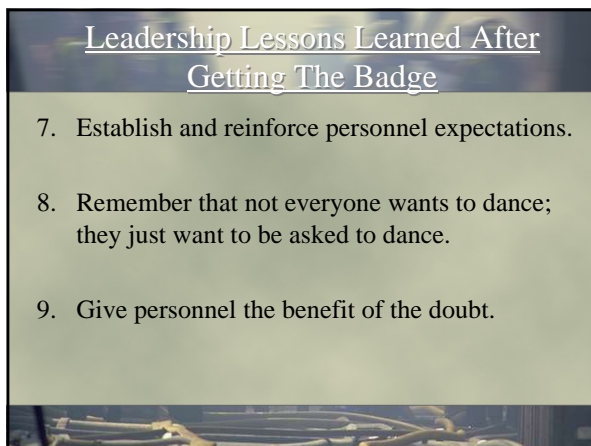 Leadership Lessons Learned After
Getting The Badge
7. Establish and reinforce personnel expectations.
8. Remember that not everyone wants to dance;
they just want to be asked to dance.
9. Give personnel the benefit of the doubt.